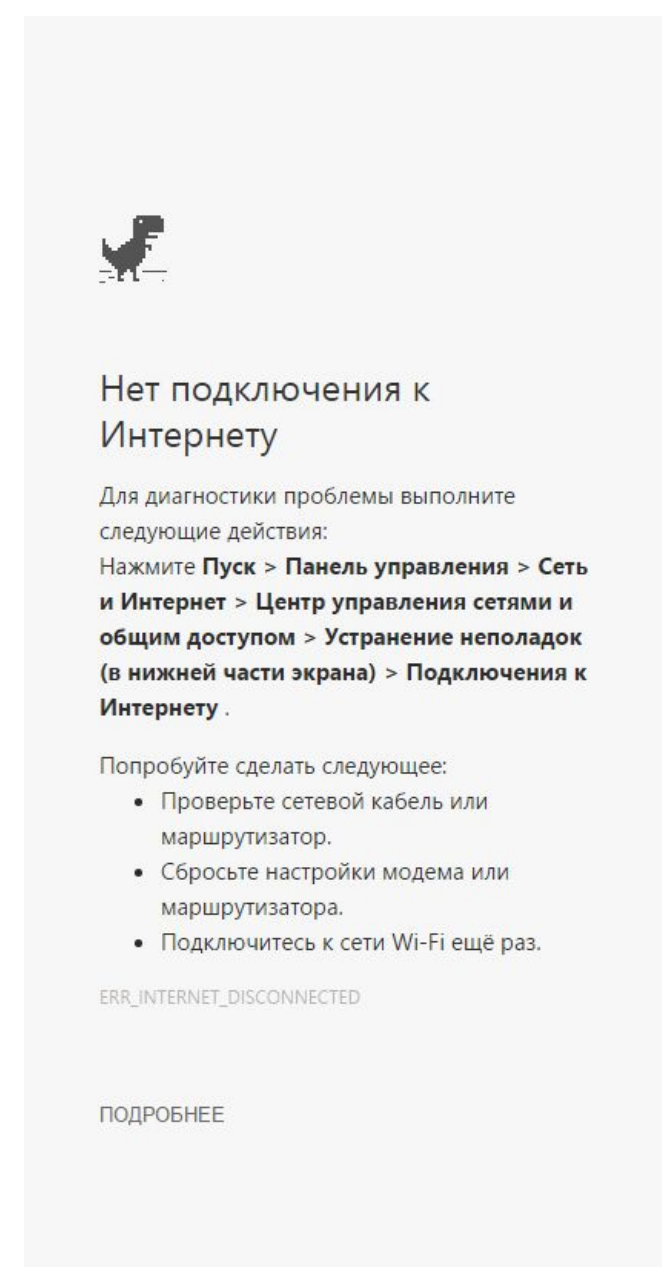 Нет подключения к
Интернету
Для диагностики проблемы выполните
следующие действия:
Нажмите Пуск > Панель управления > Сеть
и Интернет > Центр управления сетями и
общим доступом > Устранение неполадок
(в нижней части экрана) > Подключения к
Интернету .
Попробуйте сделать следующее:
• Проверьте сетевой кабель или
маршрутизатор.
• Сбросьте настройки модема или
маршрутизатора.
• Подключитесь к сети Wi-Fi ещё раз.
ERR_INTERNET_DISCONNECTED
ПОДРОБНЕЕ